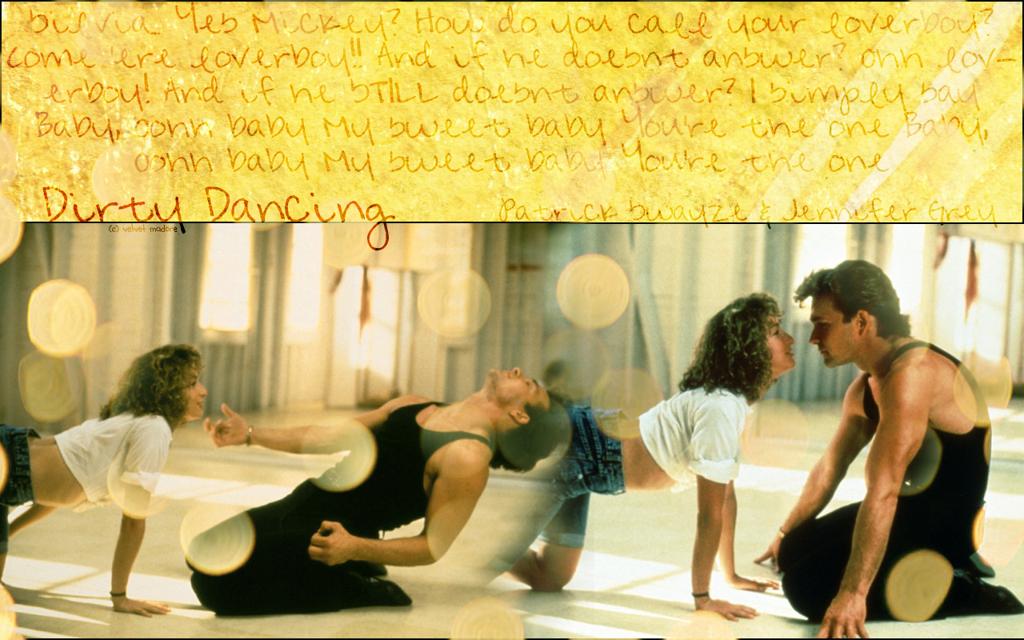 Sylvia Yes Mickey? How do you call your loverboy?
come 'ere loverboy!! And if he doesnt answer? ohh lov-
erboy! And if he STILL doesnt answer? I simply say
Baby, oohh baby My sweet baby You're the one Baby,
oohh baby My sweet baby You're the one
Dirty Dancing
Patrick Swayze & Jennifer Grey
(c) velvet madore